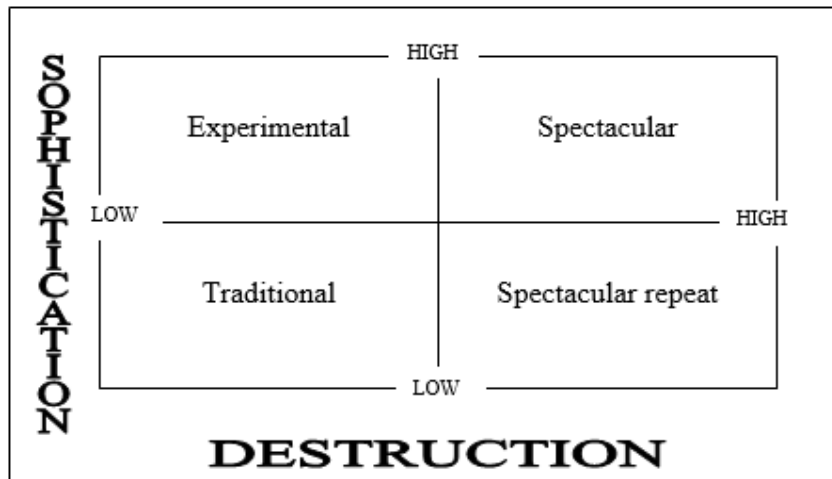 HIGH
SOPHISTICATION
Experimental
Spectacular
LOW
HIGH
Traditional
Spectacular repeat
LOW
DESTRUCTION